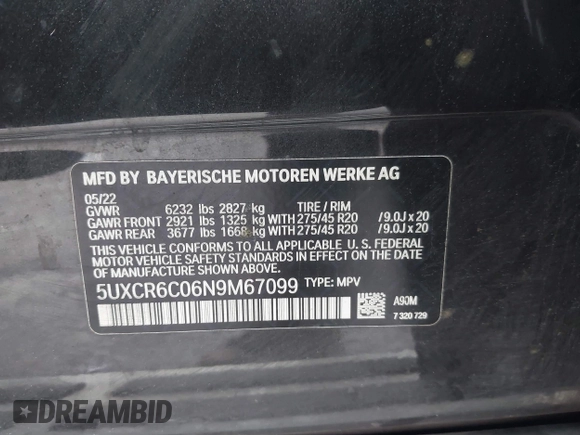 MFD BY BAYERISCHE MOTOREN WERKE AG
05/22
GVWR 6232 lbs 2827 kg TIRE / RIM
GAWR FRONT 2921 lbs 1325 kg WITH 275/45 R20 /9.0J x 20
GAWR REAR 3677 lbs 1668 kg WITH 275/45 R20 /9.0J x 20
THIS VEHICLE CONFORMS TO ALL APPLICABLE U. S. FEDERAL
MOTOR VEHICLE SAFETY STANDARDS IN EFFECT ON THE
DATE OF MANUFACTURE SHOWN ABOVE.
5UXCR6C06N9M67099 TYPE: MPV
A90M
7 320 729
DREAMBID